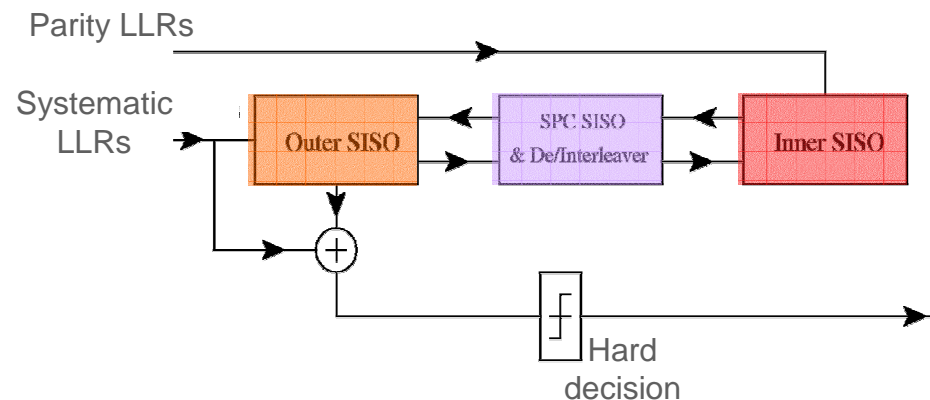 Parity LLRs
Systematic
LLRs
Outer SISO
SPC SISO
& De/Interleaver
Inner SISO
+
Hard
decision